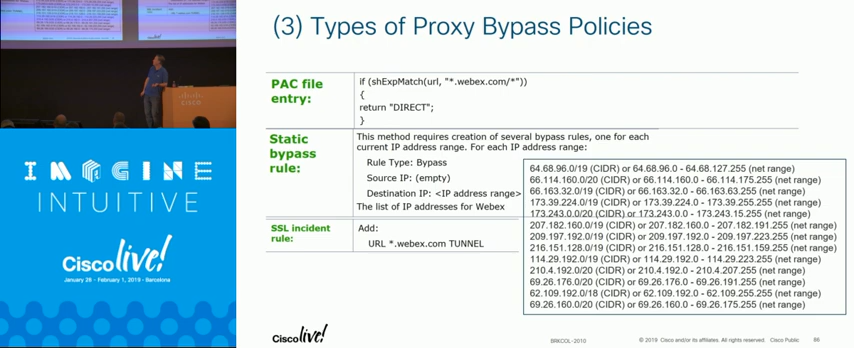 (3) Types of Proxy Bypass Policies
PAC file entry:
if (shExpMatch(url, "*.webex.com/*"))
{
return "DIRECT";
}
Static bypass rule:
This method requires creation of several bypass rules, one for each
current IP address range. For each IP address range:
Rule Type: Bypass
Source IP: (empty)
Destination IP: <IP address range>
The list of IP addresses for Webex
64.68.96.0/19 (CIDR) or 64.68.96.0 - 64.68.127.255 (net range)
66.114.160.0/20 (CIDR) or 66.114.160.0 - 66.114.175.255 (net range)
66.163.32.0/19 (CIDR) or 66.163.32.0 - 66.163.63.255 (net range)
173.39.224.0/19 (CIDR) or 173.39.224.0 - 173.39.255.255 (net range)
173.243.0.0/20 (CIDR) or 173.243.0.0 - 173.243.15.255 (net range)
207.182.160.0/19 (CIDR) or 207.182.160.0 - 207.182.191.255 (net range)
209.197.192.0/19 (CIDR) or 209.197.192.0 - 209.197.223.255 (net range)
216.151.128.0/19 (CIDR) or 216.151.128.0 - 216.151.159.255 (net range)
114.29.192.0/19 (CIDR) or 114.29.192.0 - 114.29.223.255 (net range)
210.4.192.0/20 (CIDR) or 210.4.192.0 - 210.4.207.255 (net range)
69.26.176.0/20 (CIDR) or 69.26.176.0 - 69.26.191.255 (net range)
62.109.192.0/18 (CIDR) or 62.109.192.0 - 62.109.255.255 (net range)
69.26.160.0/20 (CIDR) or 69.26.160.0 - 69.26.175.255 (net range)
SSL incident
rule:
Add:
URL *.webex.com TUNNEL
IMAGINE
INTUITIVE
Cisco live!
January 28 - February 1, 2019 · Barcelona
Cisco live!
BRKCOL-2010
© 2019 Cisco and/or its affiliates. All rights reserved. Cisco Public
86
CISCO